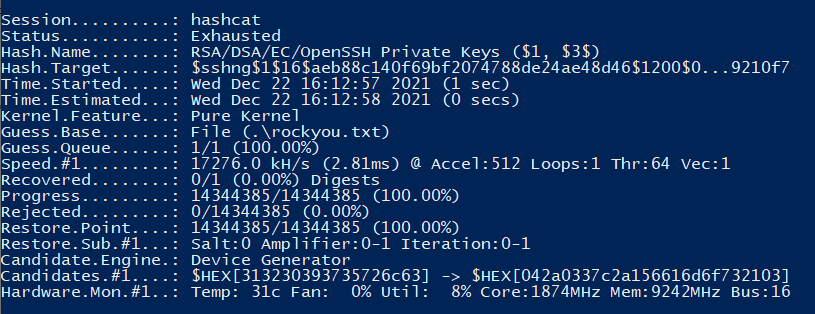 Session..........: hashcat
Status...........: Exhausted
Hash.Name........: RSA/DSA/EC/OpenSSH Private Keys ($1, $3$)
Hash.Target......: $sshng$1$16$aeb88c140f69bf2074788de24ae48d46$1200$0...9210f7
Time.Started.....: Wed Dec 22 16:12:57 2021 (1 sec)
Time.Estimated...: Wed Dec 22 16:12:58 2021 (0 secs)
Kernel.Feature...: Pure Kernel
Guess.Base.......: File (.\rockyou.txt)
Guess.Queue......: 1/1 (100.00%)
Speed.#1.........: 17276.0 kH/s (2.81ms) @ Accel:512 Loops:1 Thr:64 Vec:1
Recovered........: 0/1 (0.00%) Digests
Progress.........: 14344385/14344385 (100.00%)
Rejected.........: 0/14344385 (0.00%)
Restore.Point....: 14344385/14344385 (100.00%)
Restore.Sub.#1...: Salt:0 Amplifier:0-1 Iteration:0-1
Candidate.Engine.: Device Generator
Candidates.#1....: $HEX[313230393735726c63] -> $HEX[042a0337c2a156616d6f732103]
Hardware.Mon.#1..: Temp: 31c Fan:  0% Util:  8% Core:1874MHz Mem:9242MHz Bus:16